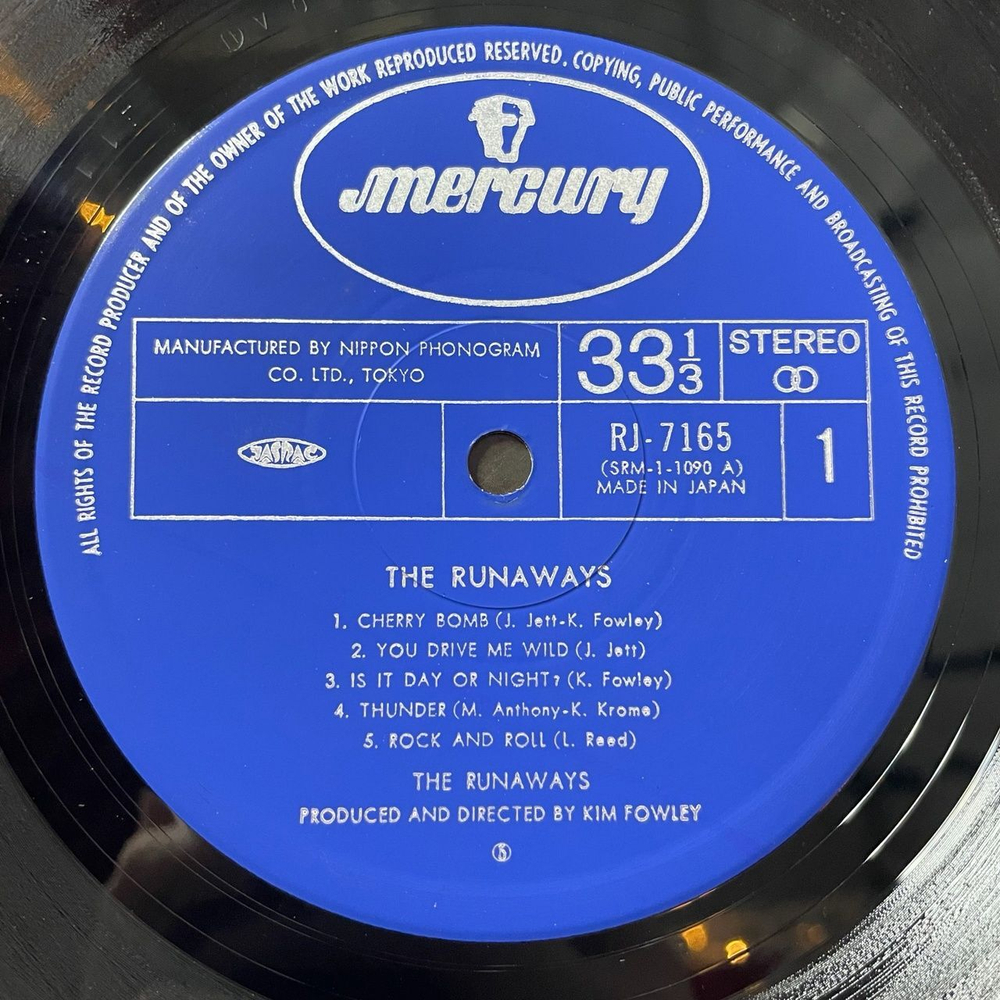 ALL RIGHTS OF THE RECORD PRODUCER AND OF THE OWNER OF THE WORK REPRODUCED RESERVED. COPYING, PUBLIC PERFORMANCE AND BROADCASTING OF THIS RECORD PROHIBITED
mercury
MANUFACTURED BY NIPPON PHONOGRAM
CO. LTD., TOKYO
33 1/3
STEREO
JASRAC
RJ-7165
(SRM-1-1090 A)
MADE IN JAPAN
1
THE RUNAWAYS
1. CHERRY BOMB (J. Jett-K. Fowley)
2. YOU DRIVE ME WILD (J. Jett)
3. IS IT DAY OR NIGHT? (K. Fowley)
4. THUNDER (M. Anthony-K. Krome)
5. ROCK AND ROLL (L. Reed)
THE RUNAWAYS
PRODUCED AND DIRECTED BY KIM FOWLEY